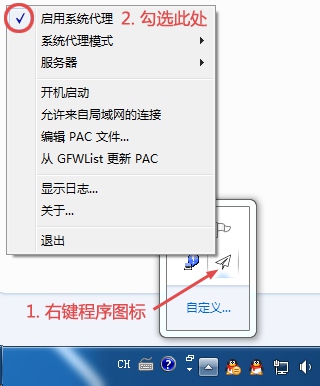 启用系统代理 2. 勾选此处
系统代理模式
服务器
开机启动
允许来自局域网的连接
编辑 PAC 文件...
从 GFWList 更新 PAC
显示日志...
关于...
退出
1. 右键程序图标
自定义...
CH